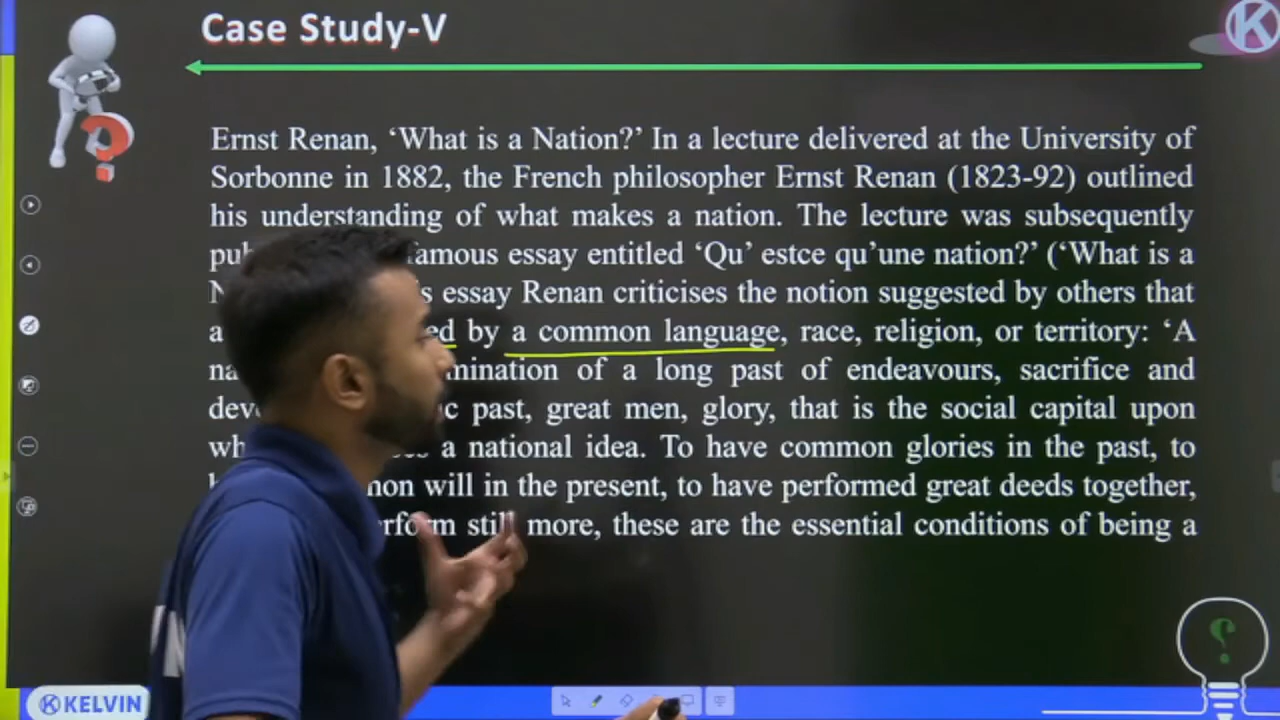 Case Study-V
Ernst Renan, ‘What is a Nation?’ In a lecture delivered at the University of
Sorbonne in 1882, the French philosopher Ernst Renan (1823-92) outlined
his understanding of what makes a nation. The lecture was subsequently
famous essay entitled ‘Qu’ estce qu’une nation?’ (‘What is a
essay Renan criticises the notion suggested by others that
a by a common language, race, religion, or territory: ‘A
of a long past of endeavours, sacrifice and
past, great men, glory, that is the social capital upon
a national idea. To have common glories in the past, to
will in the present, to have performed great deeds together,
still more, these are the essential conditions of being a
K
KELVIN